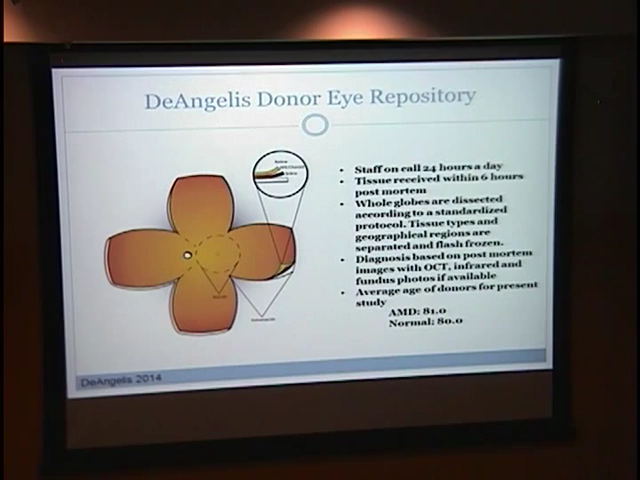 DeAngelis Donor Eye Repository
Retina
Sclera
• Staff on call 24 hours a day
• Tissue received within 6 hours
post mortem
• Whole globes are dissected
according to a standardized
protocol. Tissue types and
geographical regions are
separated and flash frozen.
• Diagnosis based on post mortem
images with OCT, infrared and
fundus photos if available
• Average age of donors for present
study
AMD: 81.0
Normal: 80.0
DeAngelis 2014